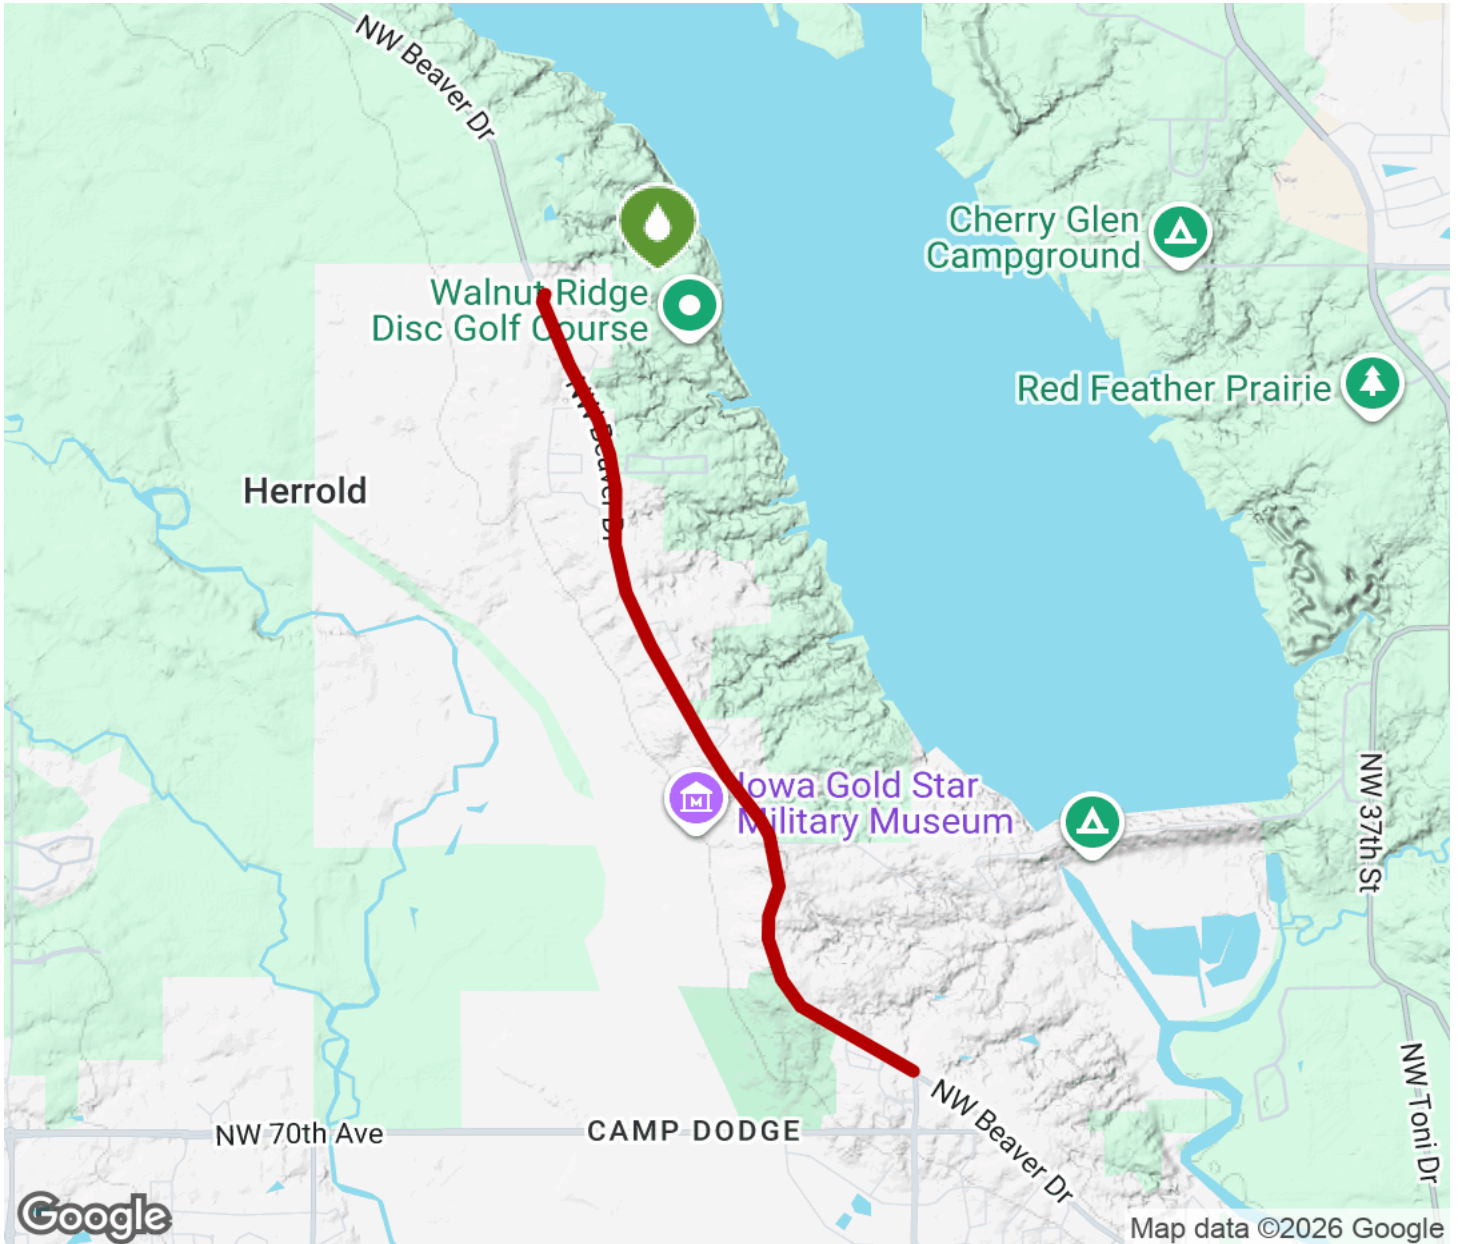 NW Beaver Dr
Cherry Glen
Campground
Walnut Ridge
Disc Golf Course
Red Feather Prairie
NW Beaver Dr
Herrold
Iowa Gold Star
Military Museum
NW 37th St
NW Toni Dr
NW 70th Ave
CAMP DODGE
NW Beaver Dr
Google
Map data ©2026 Google